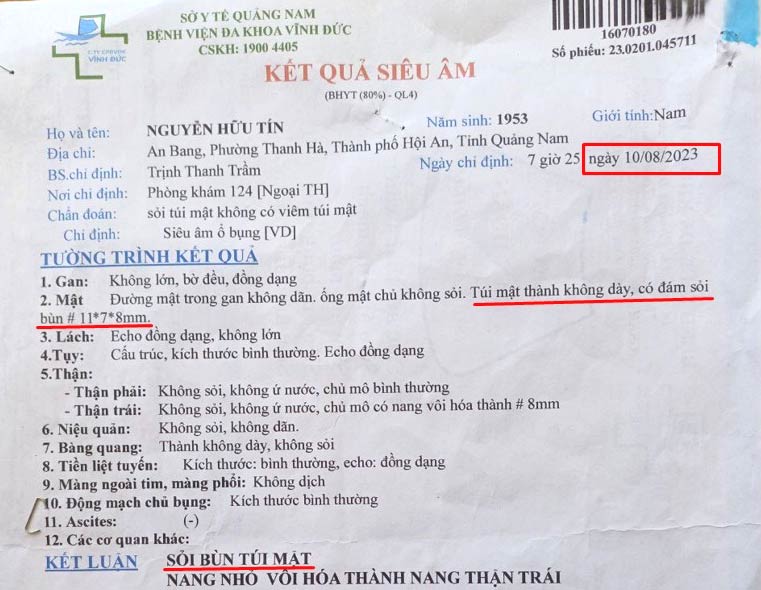 SỞ Y TẾ QUẢNG NAM
BỆNH VIỆN ĐA KHOA VĨNH ĐỨC
CSKH: 1900 4405
C.TY CPBVĐK
VĨNH ĐỨC
16070180
Số phiếu: 23.0201.045711
KẾT QUẢ SIÊU ÂM
(BHYT (80%) - QL4)
Họ và tên: NGUYỄN HỮU TÍN Năm sinh: 1953 Giới tính:Nam
Địa chỉ: An Bang, Phường Thanh Hà, Thành phố Hội An, Tỉnh Quảng Nam
BS.chỉ định: Trịnh Thanh Trầm Ngày chỉ định: 7 giờ 25 ngày 10/08/2023
Nơi chỉ định: Phòng khám 124 [Ngoại TH]
Chẩn đoán: sỏi túi mật không có viêm túi mật
Chỉ định: Siêu âm ổ bụng [VD]
TƯỜNG TRÌNH KẾT QUẢ
1. Gan: Không lớn, bờ đều, đồng dạng
2. Mật Đường mật trong gan không dãn. ống mật chủ không sỏi. Túi mật thành không dày, có đám sỏi
bùn # 11*7*8mm.
3. Lách: Echo đồng dạng, không lớn
4.Tụy: Cấu trúc, kích thước bình thường. Echo đồng dạng
5.Thận:
- Thận phải: Không sỏi, không ứ nước, chủ mô bình thường
- Thận trái: Không sỏi, không ứ nước, chủ mô có nang vôi hóa thành # 8mm
6. Niệu quản: Không sỏi, không dãn.
7. Bàng quang: Thành không dày, không sỏi
8. Tiền liệt tuyến: Kích thước: bình thường, echo: đồng dạng
9. Màng ngoài tim, màng phổi: Không dịch
10. Động mạch chủ bụng: Kích thước bình thường
11. Ascites: (-)
12. Các cơ quan khác:
KẾT LUẬN SỎI BÙN TÚI MẬT
NANG NHỎ VÔI HÓA THÀNH NANG THẬN TRÁI